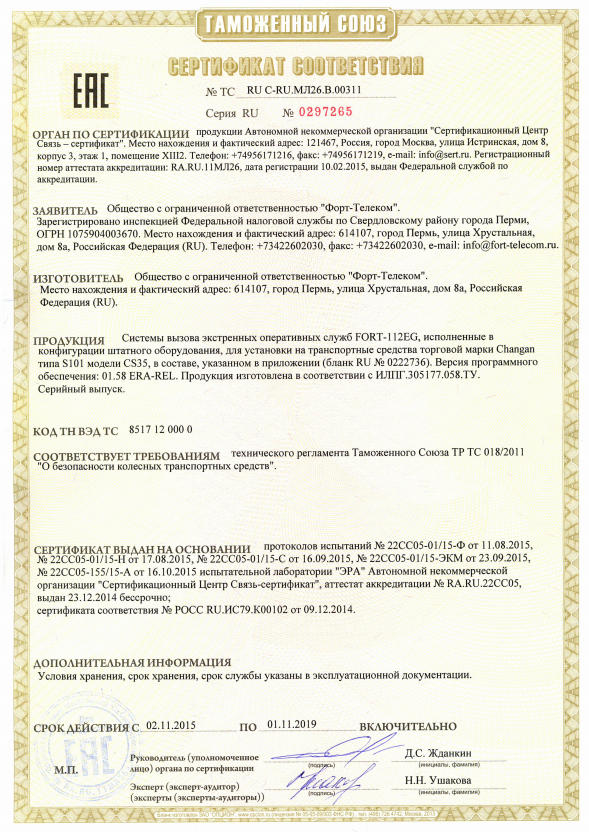 ТАМОЖЕННЫЙ СОЮЗ
СЕРТИФИКАТ СООТВЕТСТВИЯ
ЕАС
№ ТС RU C-RU.МЛ26.В.00311
Серия RU № 0297265
ОРГАН ПО СЕРТИФИКАЦИИ продукции Автономной некоммерческой организации "Сертификационный Центр
Связь – сертификат". Место нахождения и фактический адрес: 121467, Россия, город Москва, улица Истринская, дом 8,
корпус 3, этаж 1, помещение XIII2. Телефон: +74956171216, факс: +74956171219, e-mail: info@sert.ru. Регистрационный
номер аттестата аккредитации: RA.RU.11МЛ26, дата регистрации 10.02.2015, выдан Федеральной службой по
аккредитации.
ЗАЯВИТЕЛЬ Общество с ограниченной ответственностью "Форт-Телеком".
Зарегистрировано инспекцией Федеральной налоговой службы по Свердловскому району города Перми,
ОГРН 1075904003670. Место нахождения и фактический адрес: 614107, город Пермь, улица Хрустальная,
дом 8а, Российская Федерация (RU). Телефон: +73422602030, факс: +73422602030, e-mail: info@fort-telecom.ru.
ИЗГОТОВИТЕЛЬ Общество с ограниченной ответственностью "Форт-Телеком".
Место нахождения и фактический адрес: 614107, город Пермь, улица Хрустальная, дом 8а, Российская
Федерация (RU).
ПРОДУКЦИЯ Системы вызова экстренных оперативных служб FORT-112EG, исполненные в
конфигурации штатного оборудования, для установки на транспортные средства торговой марки Changan
типа S101 модели CS35, в составе, указанном в приложении (бланк RU № 0222736). Версия программного
обеспечения: 01.58 ERA-REL. Продукция изготовлена в соответствии с ИЛПГ.305177.058.ТУ.
Серийный выпуск.
КОД ТН ВЭД ТС 8517 12 000 0
СООТВЕТСТВУЕТ ТРЕБОВАНИЯМ технического регламента Таможенного Союза ТР ТС 018/2011
"О безопасности колесных транспортных средств".
СЕРТИФИКАТ ВЫДАН НА ОСНОВАНИИ протоколов испытаний № 22СС05-01/15-Ф от 11.08.2015,
№ 22СС05-01/15-Н от 17.08.2015, № 22СС05-01/15-С от 16.09.2015, № 22СС05-01/15-ЭКМ от 23.09.2015,
№ 22СС05-155/15-А от 16.10.2015 испытательной лаборатории "ЭРА" Автономной некоммерческой
организации "Сертификационный Центр Связь-сертификат", аттестат аккредитации № RA.RU.22СС05,
выдан 23.12.2014 бессрочно;
сертификата соответствия № РОСС RU.ИС79.К00102 от 09.12.2014.
ДОПОЛНИТЕЛЬНАЯ ИНФОРМАЦИЯ
Условия хранения, срок хранения, срок службы указаны в эксплуатационной документации.
СРОК ДЕЙСТВИЯ С 02.11.2015 ПО 01.11.2019 ВКЛЮЧИТЕЛЬНО
М.П.
Руководитель (уполномоченное
лицо) органа по сертификации
(подпись)
Д.С. Жданкин
(инициалы, фамилия)
Эксперт (эксперт-аудитор)
(эксперты (эксперты-аудиторы))
(подпись)
Н.Н. Ушакова
(инициалы, фамилия)
ЕАС